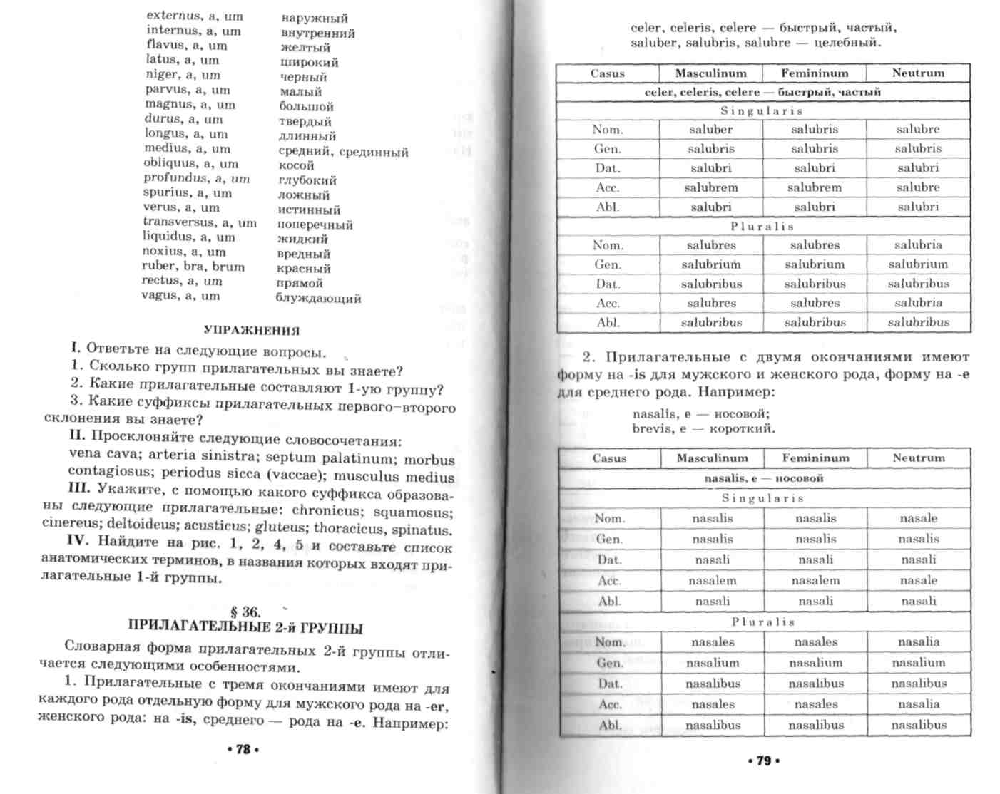 externus, a, um наружный
internus, a, um внутренний
flavus, a, um желтый
latus, a, um широкий
niger, a, um черный
parvus, a, um малый
magnus, a, um большой
durus, a, um твердый
longus, a, um длинный
medius, a, um средний, срединный
obliquus, a, um косой
profundus, a, um глубокий
spurius, a, um ложный
verus, a, um истинный
transversus, a, um поперечный
liquidus, a, um жидкий
noxius, a, um вредный
ruber, bra, brum красный
rectus, a, um прямой
vagus, a, um блуждающий
УПРАЖНЕНИЯ
I. Ответьте на следующие вопросы.
1. Сколько групп прилагательных вы знаете?
2. Какие прилагательные составляют 1-ую группу?
3. Какие суффиксы прилагательных первого–второго
склонения вы знаете?
II. Просклоняйте следующие словосочетания:
vena cava; arteria sinistra; septum palatinum; morbus
contagiosus; periodus sicca (vaccae); musculus medius
III. Укажите, с помощью какого суффикса образова-
ны следующие прилагательные: chronicus; squamosus;
cinereus; deltoideus; acusticus; gluteus; thoracicus, spinatus.
IV. Найдите на рис. 1, 2, 4, 5 и составьте список
анатомических терминов, в названия которых входят при-
лагательные 1-й группы.
§ 36.
ПРИЛАГАТЕЛЬНЫЕ 2-й ГРУППЫ
Словарная форма прилагательных 2-й группы отли-
чается следующими особенностями.
1. Прилагательные с тремя окончаниями имеют для
каждого рода отдельную форму для мужского рода на -er,
женского рода: на -is, среднего — рода на -e. Например:
• 78 •
celer, celeris, celere — быстрый, частый,
saluber, salubris, salubre — целебный.
Casus Masculinum Femininum Neutrum
celer, celeris, celere — быстрый, частый
Singularis
Nom. saluber salubris salubre
Gen. salubris salubris salubris
Dat. salubri salubri salubri
Acc. salubrem salubrem salubre
Abl. salubri salubri salubri
Pluralis
Nom. salubres salubres salubria
Gen. salubrium salubrium salubrium
Dat. salubribus salubribus salubribus
Acc. salubres salubres salubria
Abl. salubribus salubribus salubribus
2. Прилагательные с двумя окончаниями имеют
форму на -is для мужского и женского рода, форму на -e
для среднего рода. Например:
nasalis, e — носовой;
brevis, e — короткий.
Casus Masculinum Femininum Neutrum
nasalis, e — носовой
Singularis
Nom. nasalis nasalis nasale
Gen. nasalis nasalis nasalis
Dat. nasali nasali nasali
Acc. nasalem nasalem nasale
Abl. nasali nasali nasali
Pluralis
Nom. nasales nasales nasalia
Gen. nasalium nasalium nasalium
Dat. nasalibus nasalibus nasalibus
Acc. nasales nasales nasalia
Abl. nasalibus nasalibus nasalibus
• 79 •